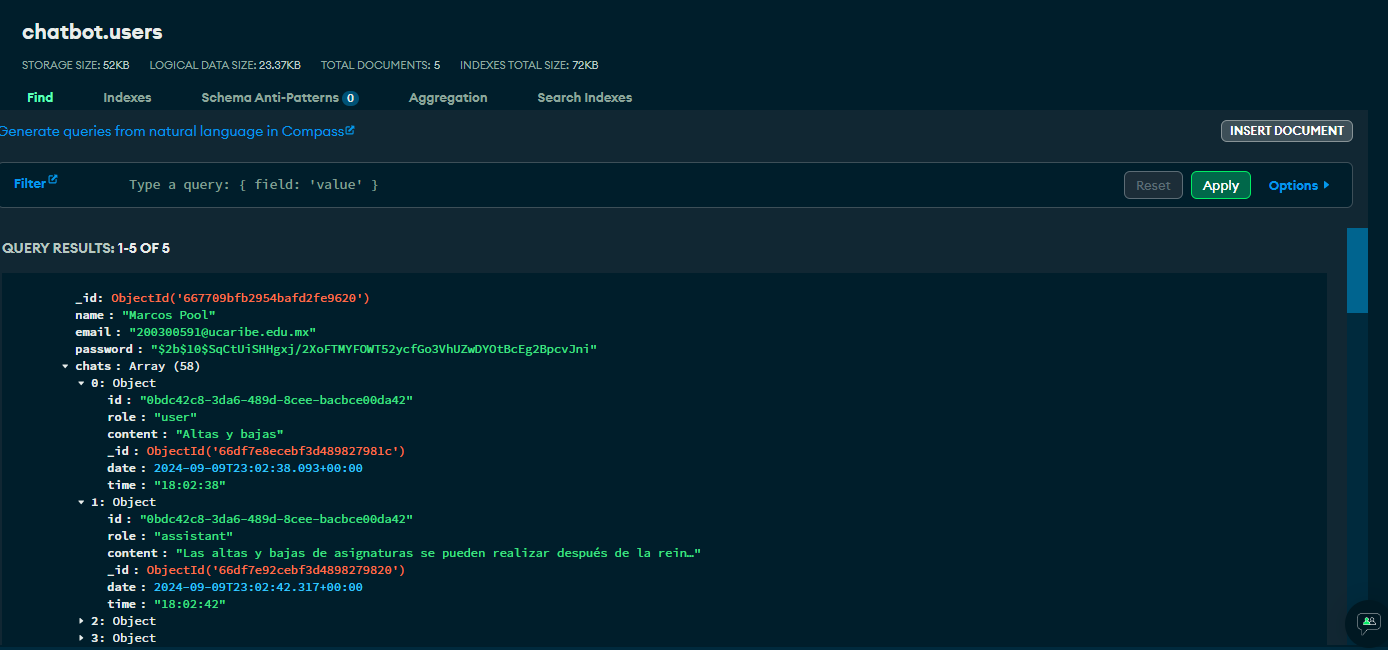 chatbot.users
STORAGE SIZE: 52KB LOGICAL DATA SIZE: 23.37KB TOTAL DOCUMENTS: 5 INDEXES TOTAL SIZE: 72KB
Find Indexes Schema Anti-Patterns 0 Aggregation Search Indexes
Generate queries from natural language in Compass
INSERT DOCUMENT
Filter Type a query: { field: 'value' } Reset Apply Options
QUERY RESULTS: 1-5 OF 5
_id: ObjectId('667709bfb2954bafd2fe9620')
name : "Marcos Pool"
email : "200300591@ucaribe.edu.mx"
password : "$2b$10$SqCtUiSHHgxj/2XoFTMYFOWT52ycfGo3VhUZwDYOtBcEg2BpcvJni"
chats : Array (58)
0: Object
id : "0bdc42c8-3da6-489d-8cee-bacbce00da42"
role : "user"
content : "Altas y bajas"
_id : ObjectId('66df7e8ecebf3d489827981c')
date : 2024-09-09T23:02:38.093+00:00
time : "18:02:38"
1: Object
id : "0bdc42c8-3da6-489d-8cee-bacbce00da42"
role : "assistant"
content : "Las altas y bajas de asignaturas se pueden realizar después de la rein…"
_id : ObjectId('66df7e92cebf3d4898279820')
date : 2024-09-09T23:02:42.317+00:00
time : "18:02:42"
2: Object
3: Object